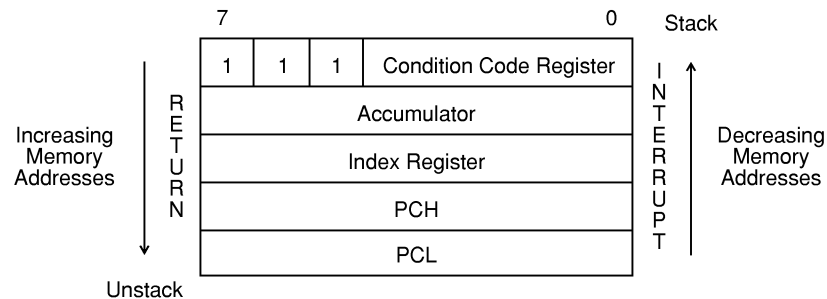 7 0 Stack
1 1 1 Condition Code Register
Accumulator
Index Register
PCH
PCL
Increasing
Memory
Addresses
RETURN
INTERRUPT
Decreasing
Memory
Addresses
Unstack